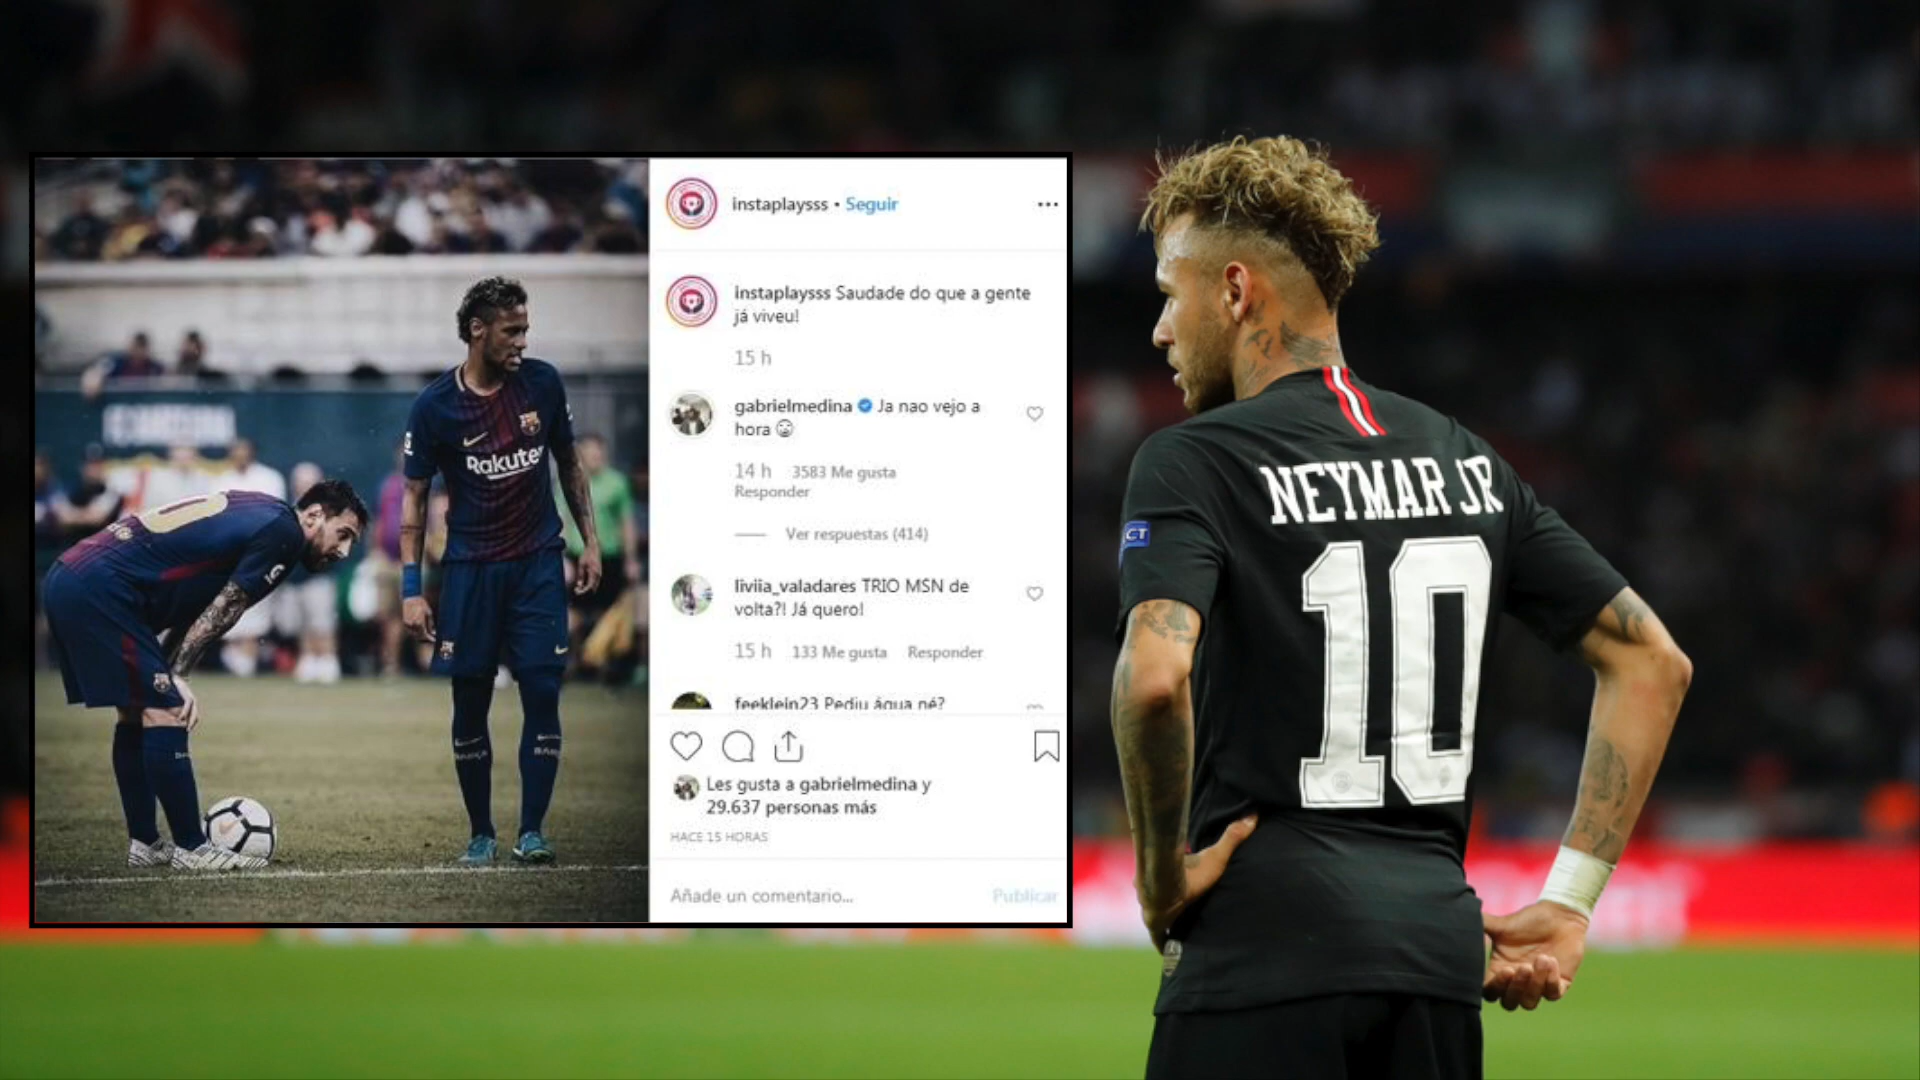 instaplaysss • Seguir
instaplaysss Saudade do que a gente
já viveu!
15 h
gabrielmedina Ja nao vejo a
hora
14 h 3583 Me gusta
Responder
Ver respuestas (414)
liviia_valadares TRIO MSN de
volta?! Já quero!
15 h 133 Me gusta Responder
feeklein23 Pediu água né?
Les gusta a gabrielmedina y
29.637 personas más
HACE 15 HORAS
Añade un comentario...
Publicar
Rakuten
NEYMAR JR
10
CT